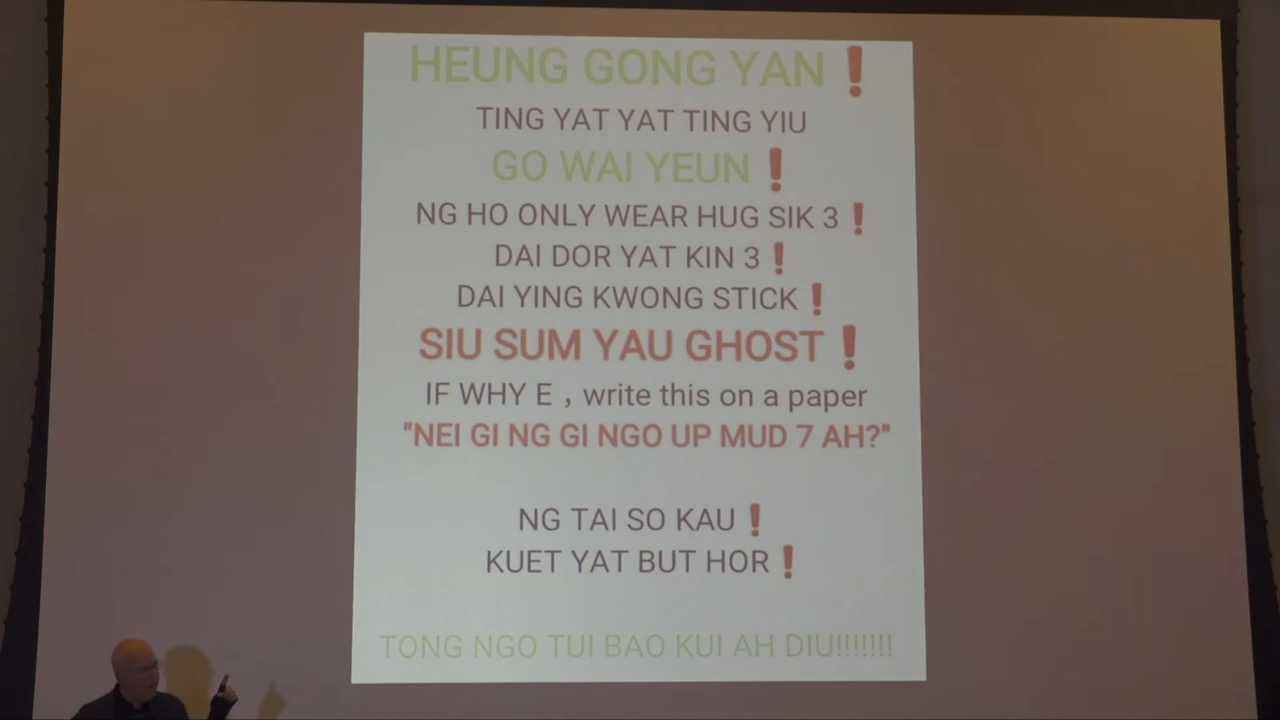 HEUNG GONG YAN❗
TING YAT YAT TING YIU
GO WAI YEUN❗
NG HO ONLY WEAR HUG SIK 3❗
DAI DOR YAT KIN 3❗
DAI YING KWONG STICK❗
SIU SUM YAU GHOST❗
IF WHY E , write this on a paper
"NEI GI NG GI NGO UP MUD 7 AH?"
NG TAI SO KAU❗
KUET YAT BUT HOR❗
TONG NGO TUI BAO KUI AH DIU!!!!!!!